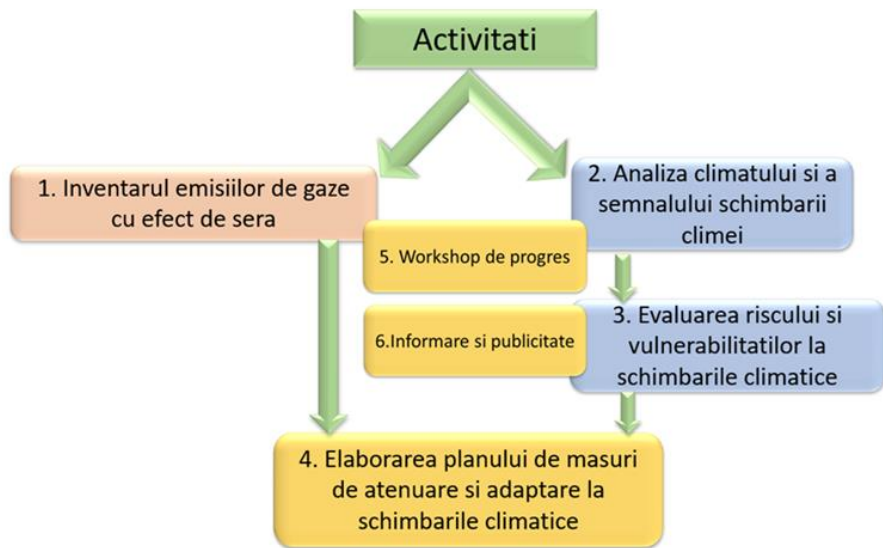 Activitati
1. Inventarul emisiilor de gaze
cu efect de sera
2. Analiza climatului si a
semnalului schimbarii
climei
5. Workshop de progres
6.Informare si publicitate
3. Evaluarea riscului si
vulnerabilitatilor la
schimbarile climatice
4. Elaborarea planului de masuri
de atenuare si adaptare la
schimbarile climatice